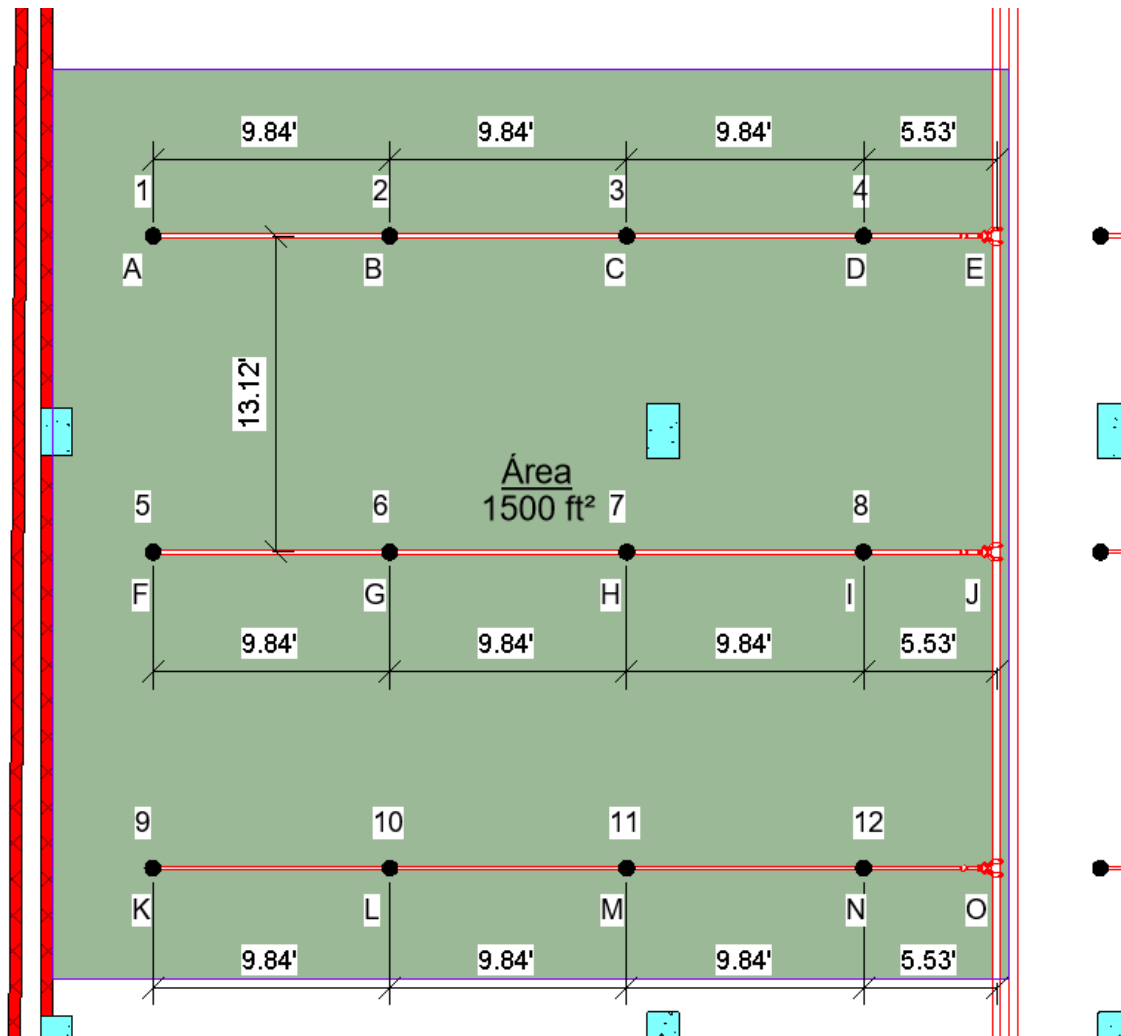 9.84' 9.84' 9.84' 5.53'
1 2 3 4
A B C D E
13.12'
Área
1500 ft²
5 6 7 8
F G H I J
9.84' 9.84' 9.84' 5.53'
9 10 11 12
K L M N O
9.84' 9.84' 9.84' 5.53'